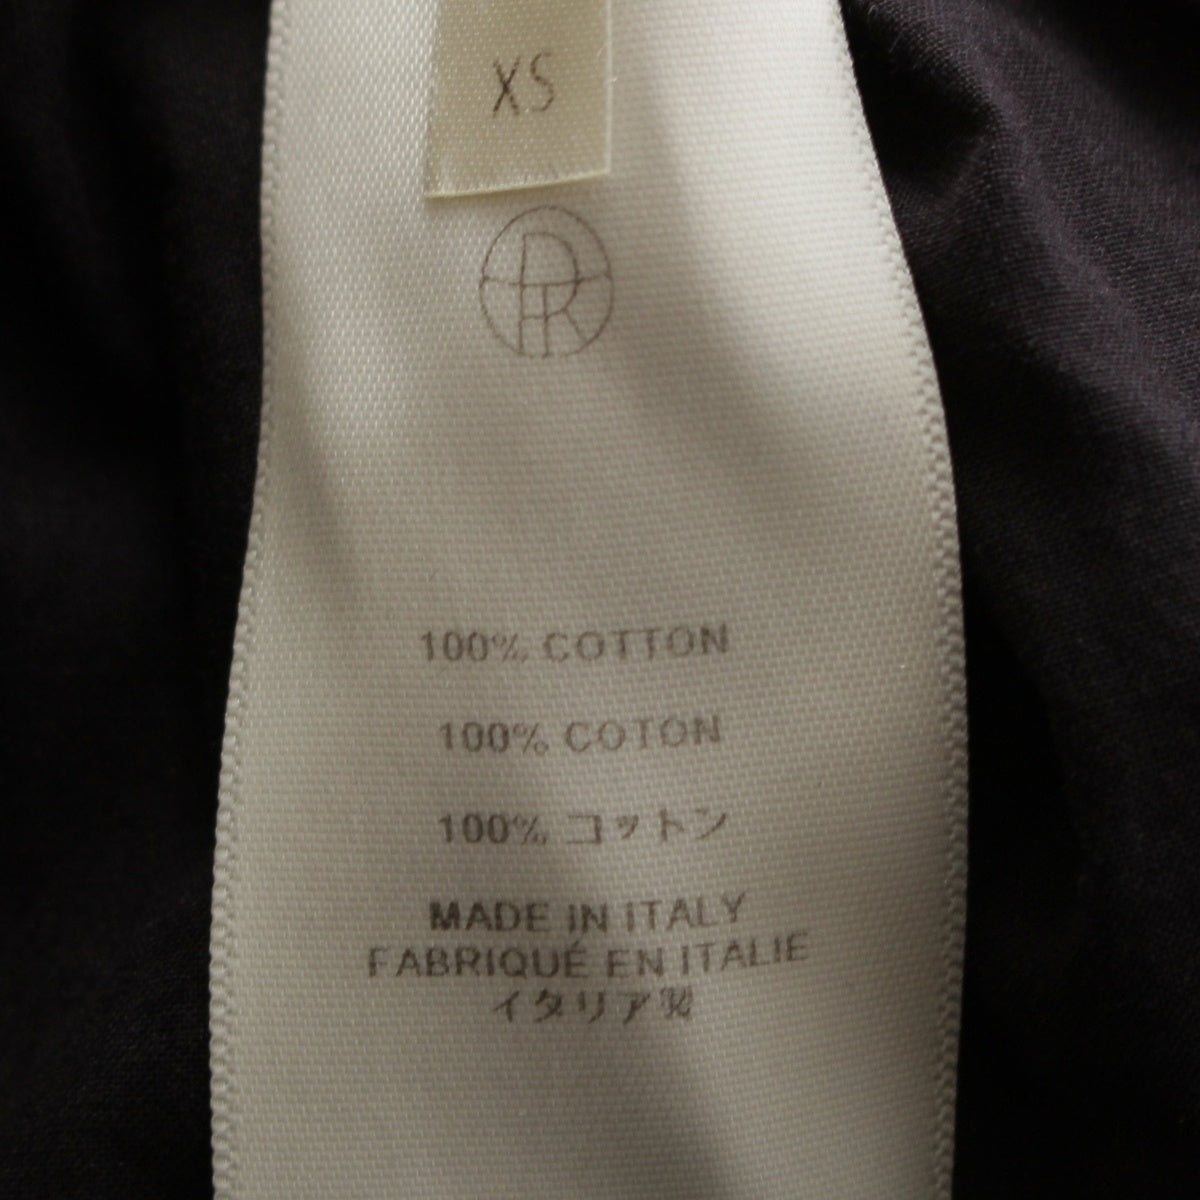 XS
100% COTTON
100% COTON
100% コットン
MADE IN ITALY
FABRIQUÉ EN ITALIE
イタリア製